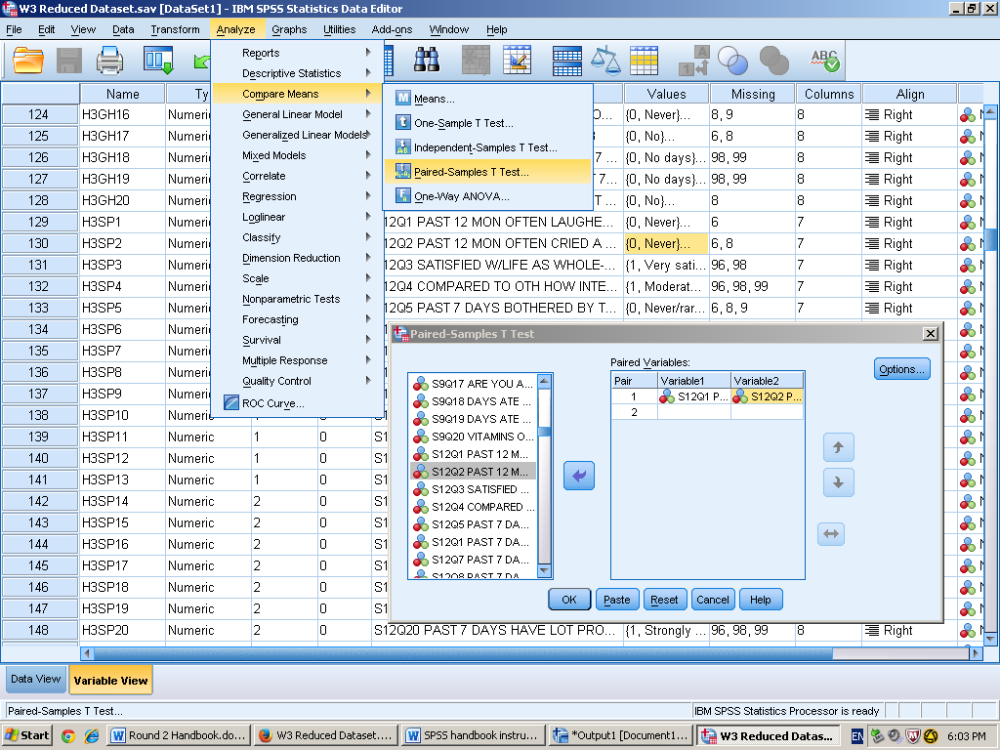 W3 Reduced Dataset.sav [DataSet1] - IBM SPSS Statistics Data Editor
File Edit View Data Transform Analyze Graphs Utilities Add-ons Window Help
ABC
Name Ty Values Missing Columns Align
Reports
Descriptive Statistics
Compare Means
General Linear Model
Generalized Linear Models
Mixed Models
Correlate
Regression
Loglinear
Classify
Dimension Reduction
Scale
Nonparametric Tests
Forecasting
Survival
Multiple Response
Quality Control
ROC Curve...
Means...
One-Sample T Test...
Independent-Samples T Test...
Paired-Samples T Test...
One-Way ANOVA...
124 H3GH16 Numeric O... {0, Never}... 8, 9 8 Right
125 H3GH17 Numeric {0, No}... 6, 8 8 Right
126 H3GH18 Numeric 7 ... {0, No days}... 98, 99 8 Right
127 H3GH19 Numeric 7... {0, No days}... 98, 99 8 Right
128 H3GH20 Numeric {0, No}... 8 8 Right
129 H3SP1 Numeric 12Q1 PAST 12 MON OFTEN LAUGHE... {0, Never}... 6 7 Right
130 H3SP2 Numeric 12Q2 PAST 12 MON OFTEN CRIED A ... {0, Never}... 6, 8 7 Right
131 H3SP3 Numeric 12Q3 SATISFIED W/LIFE AS WHOLE-... {1, Very sati... 96, 98 7 Right
132 H3SP4 Numeric 12Q4 COMPARED TO OTH HOW INTE... {1, Moderat... 96, 98, 99 7 Right
133 H3SP5 Numeric 12Q5 PAST 7 DAYS BOTHERED BY T... {0, Never/rar... 6, 8, 9 7 Right
134 H3SP6 Numeric
135 H3SP7 Numeric
136 H3SP8 Numeric
137 H3SP9 Numeric
138 H3SP10 Numeric
139 H3SP11 Numeric 1 0 S1
140 H3SP12 Numeric 1 0 S1
141 H3SP13 Numeric 1 0 S1
142 H3SP14 Numeric 2 0 S1
143 H3SP15 Numeric 2 0 S1
144 H3SP16 Numeric 2 0 S1
145 H3SP17 Numeric 2 0 S1
146 H3SP18 Numeric 2 0 S1
147 H3SP19 Numeric 2 0 S1
148 H3SP20 Numeric 2 0 S12Q20 PAST 7 DAYS HAVE LOT PRO... {1, Strongly ... 96, 98, 99 8 Right
Paired-Samples T Test
S9Q17 ARE YOU A...
S9Q18 DAYS ATE ...
S9Q19 DAYS ATE ...
S9Q20 VITAMINS O...
S12Q1 PAST 12 M...
S12Q2 PAST 12 M...
S12Q3 SATISFIED ...
S12Q4 COMPARED ...
S12Q5 PAST 7 DA...
S12Q1 PAST 7 DA...
S12Q7 PAST 7 DA...
S12Q8 PAST 7 DA...
Paired Variables:
Pair Variable1 Variable2
1 S12Q1 P... S12Q2 P...
2
Options...
OK Paste Reset Cancel Help
Data View Variable View
Paired-Samples T Test... IBM SPSS Statistics Processor is ready
Start Round 2 Handbook.do... W3 Reduced Dataset.... SPSS handbook instru... *Output1 [Document1... W3 Reduced Datas... EN 6:03 PM